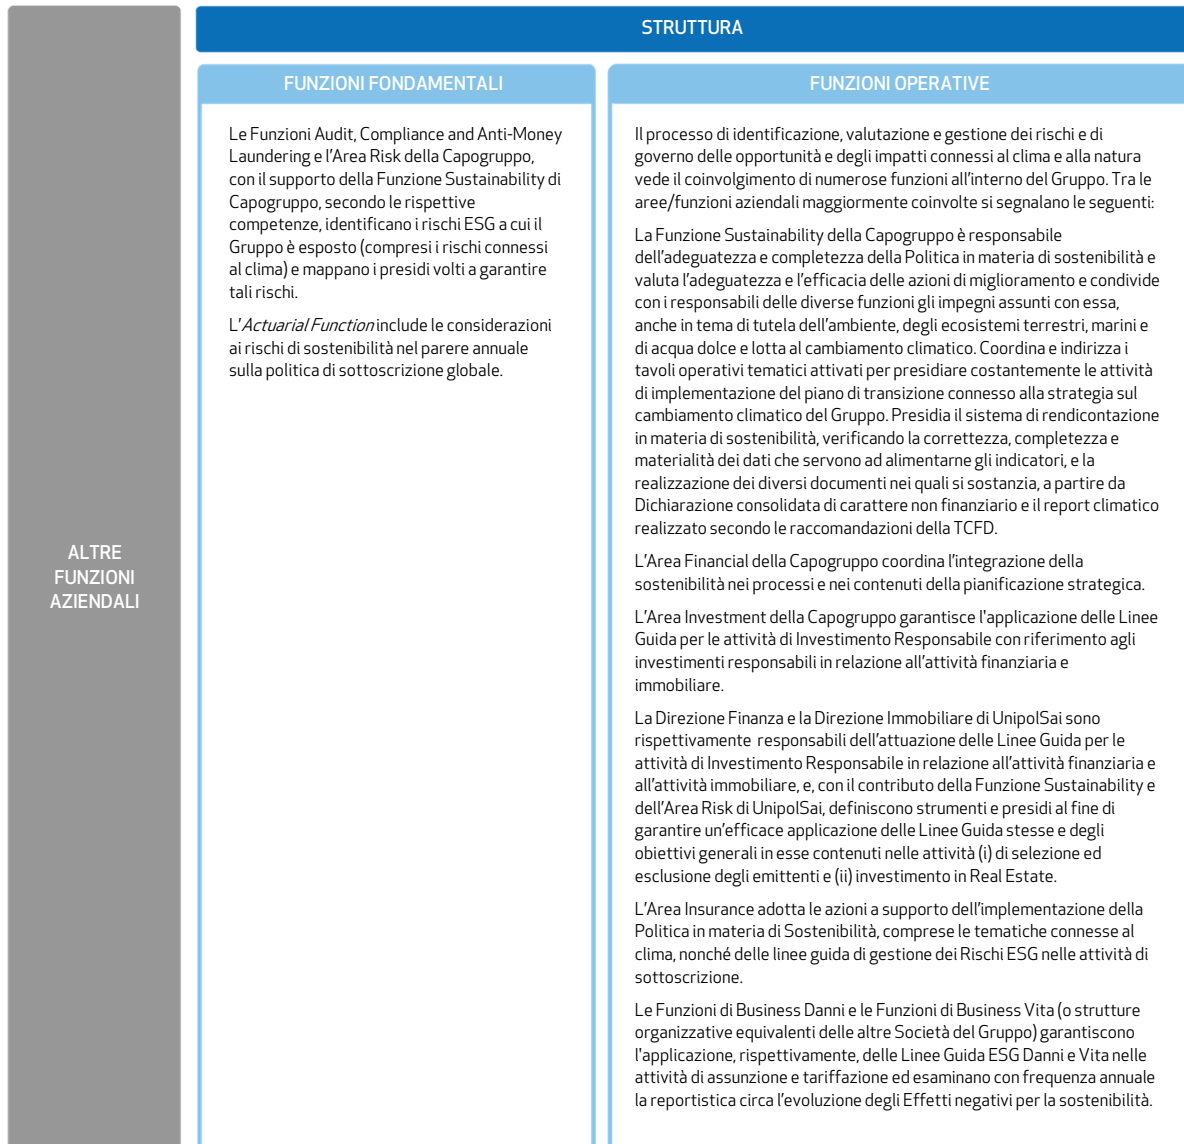 STRUTTURA
ALTRE
FUNZIONI
AZIENDALI
FUNZIONI FONDAMENTALI
Le Funzioni Audit, Compliance and Anti-Money
Laundering e l'Area Risk della Capogruppo,
con il supporto della Funzione Sustainability di
Capogruppo, secondo le rispettive
competenze, identificano i rischi ESG a cui il
Gruppo è esposto (compresi i rischi connessi
al clima) e mappano i presidi volti a garantire
tali rischi.
L'Actuarial Function include le considerazioni
ai rischi di sostenibilità nel parere annuale
sulla politica di sottoscrizione globale.
FUNZIONI OPERATIVE
Il processo di identificazione, valutazione e gestione dei rischi e di
governo delle opportunità e degli impatti connessi al clima e alla natura
vede il coinvolgimento di numerose funzioni all'interno del Gruppo. Tra le
aree/funzioni aziendali maggiormente coinvolte si segnalano le seguenti:
La Funzione Sustainability della Capogruppo è responsabile
dell'adeguatezza e completezza della Politica in materia di sostenibilità e
valuta l'adeguatezza e l'efficacia delle azioni di miglioramento e condivide
con i responsabili delle diverse funzioni gli impegni assunti con essa,
anche in tema di tutela dell'ambiente, degli ecosistemi terrestri, marini e
di acqua dolce e lotta al cambiamento climatico. Coordina e indirizza i
tavoli operativi tematici attivati per presidiare costantemente le attività
di implementazione del piano di transizione connesso alla strategia sul
cambiamento climatico del Gruppo. Presidia il sistema di rendicontazione
in materia di sostenibilità, verificando la correttezza, completezza e
materialità dei dati che servono ad alimentarne gli indicatori, e la
realizzazione dei diversi documenti nei quali si sostanzia, a partire da
Dichiarazione consolidata di carattere non finanziario e il report climatico
realizzato secondo le raccomandazioni della TCFD.
L'Area Financial della Capogruppo coordina l'integrazione della
sostenibilità nei processi e nei contenuti della pianificazione strategica.
L'Area Investment della Capogruppo garantisce l'applicazione delle Linee
Guida per le attività di Investimento Responsabile con riferimento agli
investimenti responsabili in relazione all'attività finanziaria e
immobiliare.
La Direzione Finanza e la Direzione Immobiliare di UnipolSai sono
rispettivamente responsabili dell'attuazione delle Linee Guida per le
attività di Investimento Responsabile in relazione all'attività finanziaria e
all'attività immobiliare, e, con il contributo della Funzione Sustainability e
dell'Area Risk di UnipolSai, definiscono strumenti e presidi al fine di
garantire un'efficace applicazione delle Linee Guida stesse e degli
obiettivi generali in esse contenuti nelle attività (i) di selezione ed
esclusione degli emittenti e (ii) investimento in Real Estate.
L'Area Insurance adotta le azioni a supporto dell'implementazione della
Politica in materia di Sostenibilità, comprese le tematiche connesse al
clima, nonché delle linee guida di gestione dei Rischi ESG nelle attività di
sottoscrizione.
Le Funzioni di Business Danni e le Funzioni di Business Vita (o strutture
organizzative equivalenti delle altre Società del Gruppo) garantiscono
l'applicazione, rispettivamente, delle Linee Guida ESG Danni e Vita nelle
attività di assunzione e tariffazione ed esaminano con frequenza annuale
la reportistica circa l'evoluzione degli Effetti negativi per la sostenibilità.